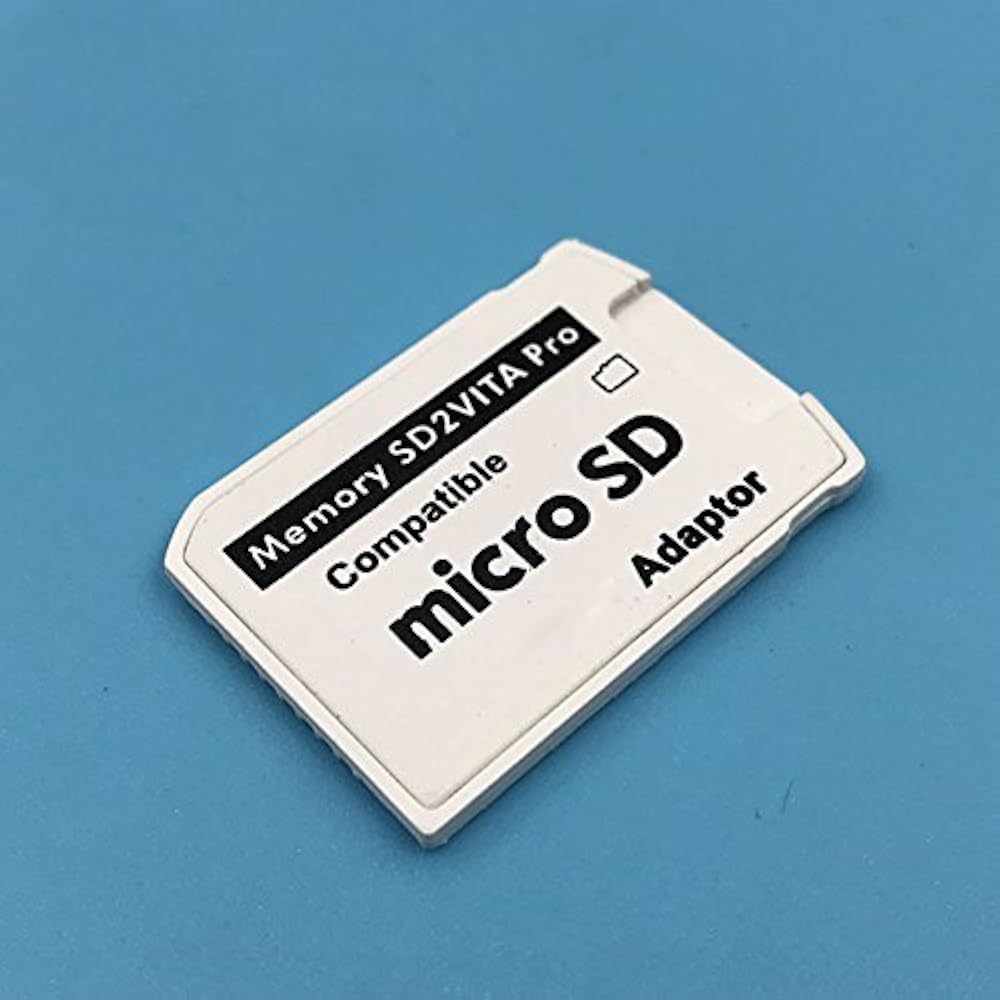 Memory SD2VITA Pro
Compatible
micro SD
Adaptor